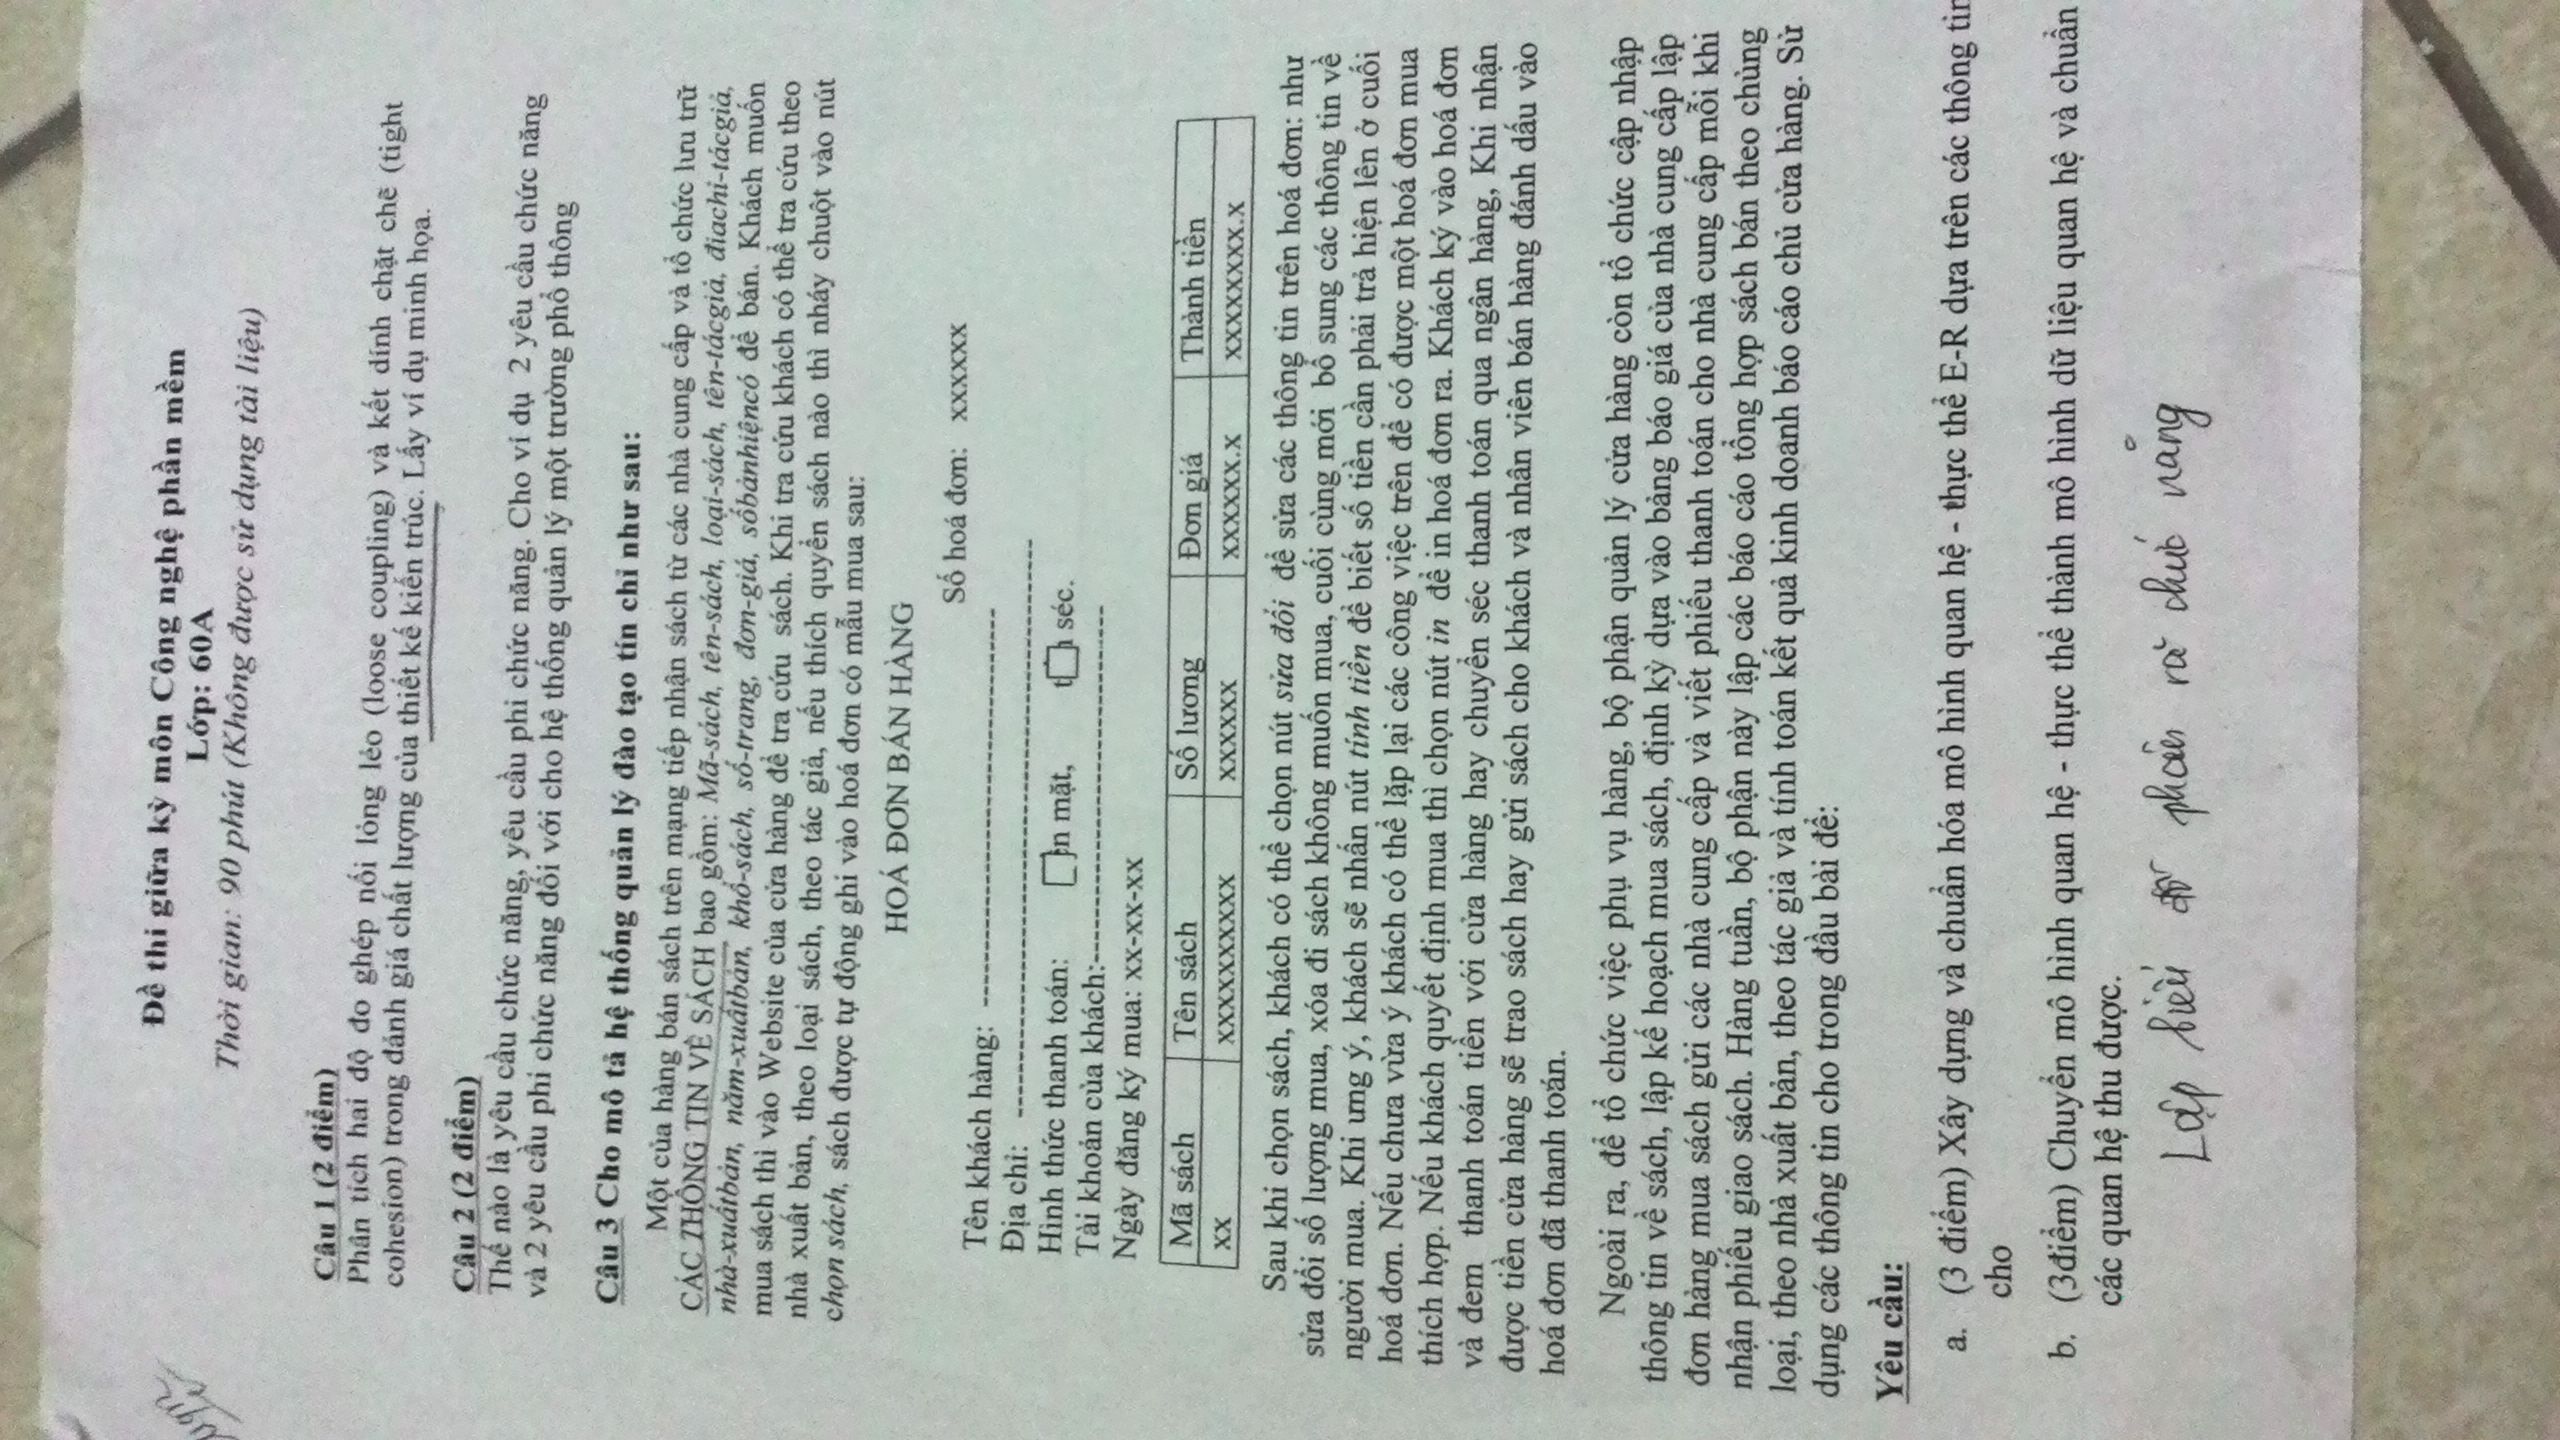 Đề thi giữa kỳ môn Công nghệ phần mềm
Lớp: 60A
Thời gian: 90 phút (Không được sử dụng tài liệu)
Câu 1 (2 điểm)
Phân tích hai độ đo ghép nối lỏng lẻo (loose coupling) và kết dính chặt chẽ (tight
cohesion) trong đánh giá chất lượng của thiết kế kiến trúc. Lấy ví dụ minh họa.
Câu 2 (2 điểm)
Thế nào là yêu cầu chức năng, yêu cầu phi chức năng. Cho ví dụ 2 yêu cầu chức năng
và 2 yêu cầu phi chức năng đối với cho hệ thống quản lý một trường phổ thông
Câu 3 Cho mô tả hệ thống quản lý đào tạo tín chỉ như sau:
Một cửa hàng bán sách trên mạng tiếp nhận sách từ các nhà cung cấp và tổ chức lưu trữ
CÁC THÔNG TIN VỀ SÁCH bao gồm: Mã-sách, tên-sách, loại-sách, tên-tácgiả, điachi-tácgiả,
nhà-xuấtbản, năm-xuấtbản, khổ-sách, số-trang, đơn-giá, sốbảnhiệncó để bán. Khách muốn
mua sách thì vào Website của cửa hàng để tra cứu sách. Khi tra cứu khách có thể tra cứu theo
nhà xuất bản, theo loại sách, theo tác giả, nếu thích quyển sách nào thì nháy chuột vào nút
chọn sách, sách được tự động ghi vào hoá đơn có mẫu mua sau:
HOÁ ĐƠN BÁN HÀNG
Số hoá đơn: xxxxxx
Tên khách hàng: ------------------------------------
Địa chỉ: ----------------------------------------------------
Hình thức thanh toán: □n mặt, t□ séc.
Tài khoản của khách:--------------------------------
Ngày đăng ký mua: xx-xx-xx
Mã sách Tên sách Số lượng Đơn giá Thành tiền
xx xxxxxxxxxx xxxxxx xxxxxx.x xxxxxxxx.x
Sau khi chọn sách, khách có thể chọn nút sửa đổi để sửa các thông tin trên hoá đơn: như
sửa đổi số lượng mua, xóa đi sách không muốn mua, cuối cùng mới bổ sung các thông tin về
người mua. Khi ưng ý, khách sẽ nhấn nút tính tiền để biết số tiền cần phải trả hiện lên ở cuối
hoá đơn. Nếu chưa vừa ý khách có thể lặp lại các công việc trên để có được một hoá đơn mua
thích hợp. Nếu khách quyết định mua thì chọn nút in để in hoá đơn ra. Khách ký vào hoá đơn
và đem thanh toán tiền với cửa hàng hay chuyển séc thanh toán qua ngân hàng, Khi nhận
được tiền cửa hàng sẽ trao sách hay gửi sách cho khách và nhân viên bán hàng đánh dấu vào
hoá đơn đã thanh toán.
Ngoài ra, để tổ chức việc phụ vụ hàng, bộ phận quản lý cửa hàng còn tổ chức cập nhập
thông tin về sách, lập kế hoạch mua sách, định kỳ dựa vào bảng báo giá của nhà cung cấp lập
đơn hàng mua sách gửi các nhà cung cấp và viết phiếu thanh toán cho nhà cung cấp mỗi khi
nhận phiếu giao sách. Hàng tuần, bộ phận này lập các báo cáo tổng hợp sách bán theo chủng
loại, theo nhà xuất bản, theo tác giả và tính toán kết quả kinh doanh báo cáo chủ cửa hàng. Sử
dụng các thông tin cho trong đầu bài để:
Yêu cầu:
a. (3 điểm) Xây dựng và chuẩn hóa mô hình quan hệ - thực thể E-R dựa trên các thông tin
cho
b. (3điểm) Chuyển mô hình quan hệ - thực thể thành mô hình dữ liệu quan hệ và chuẩn
các quan hệ thu được.
Lập biểu đồ phân rã chức năng